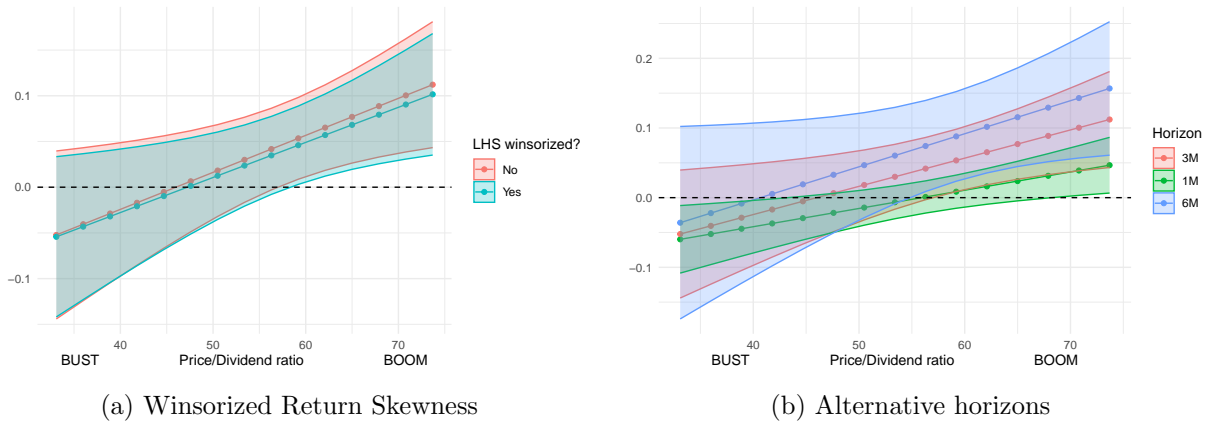 0.1
0.0
−0.1
40 50 60 70
BUST Price/Dividend ratio BOOM
LHS winsorized?
No
Yes
(a) Winsorized Return Skewness
0.2
0.1
0.0
−0.1
40 50 60 70
BUST Price/Dividend ratio BOOM
Horizon
3M
1M
6M
(b) Alternative horizons